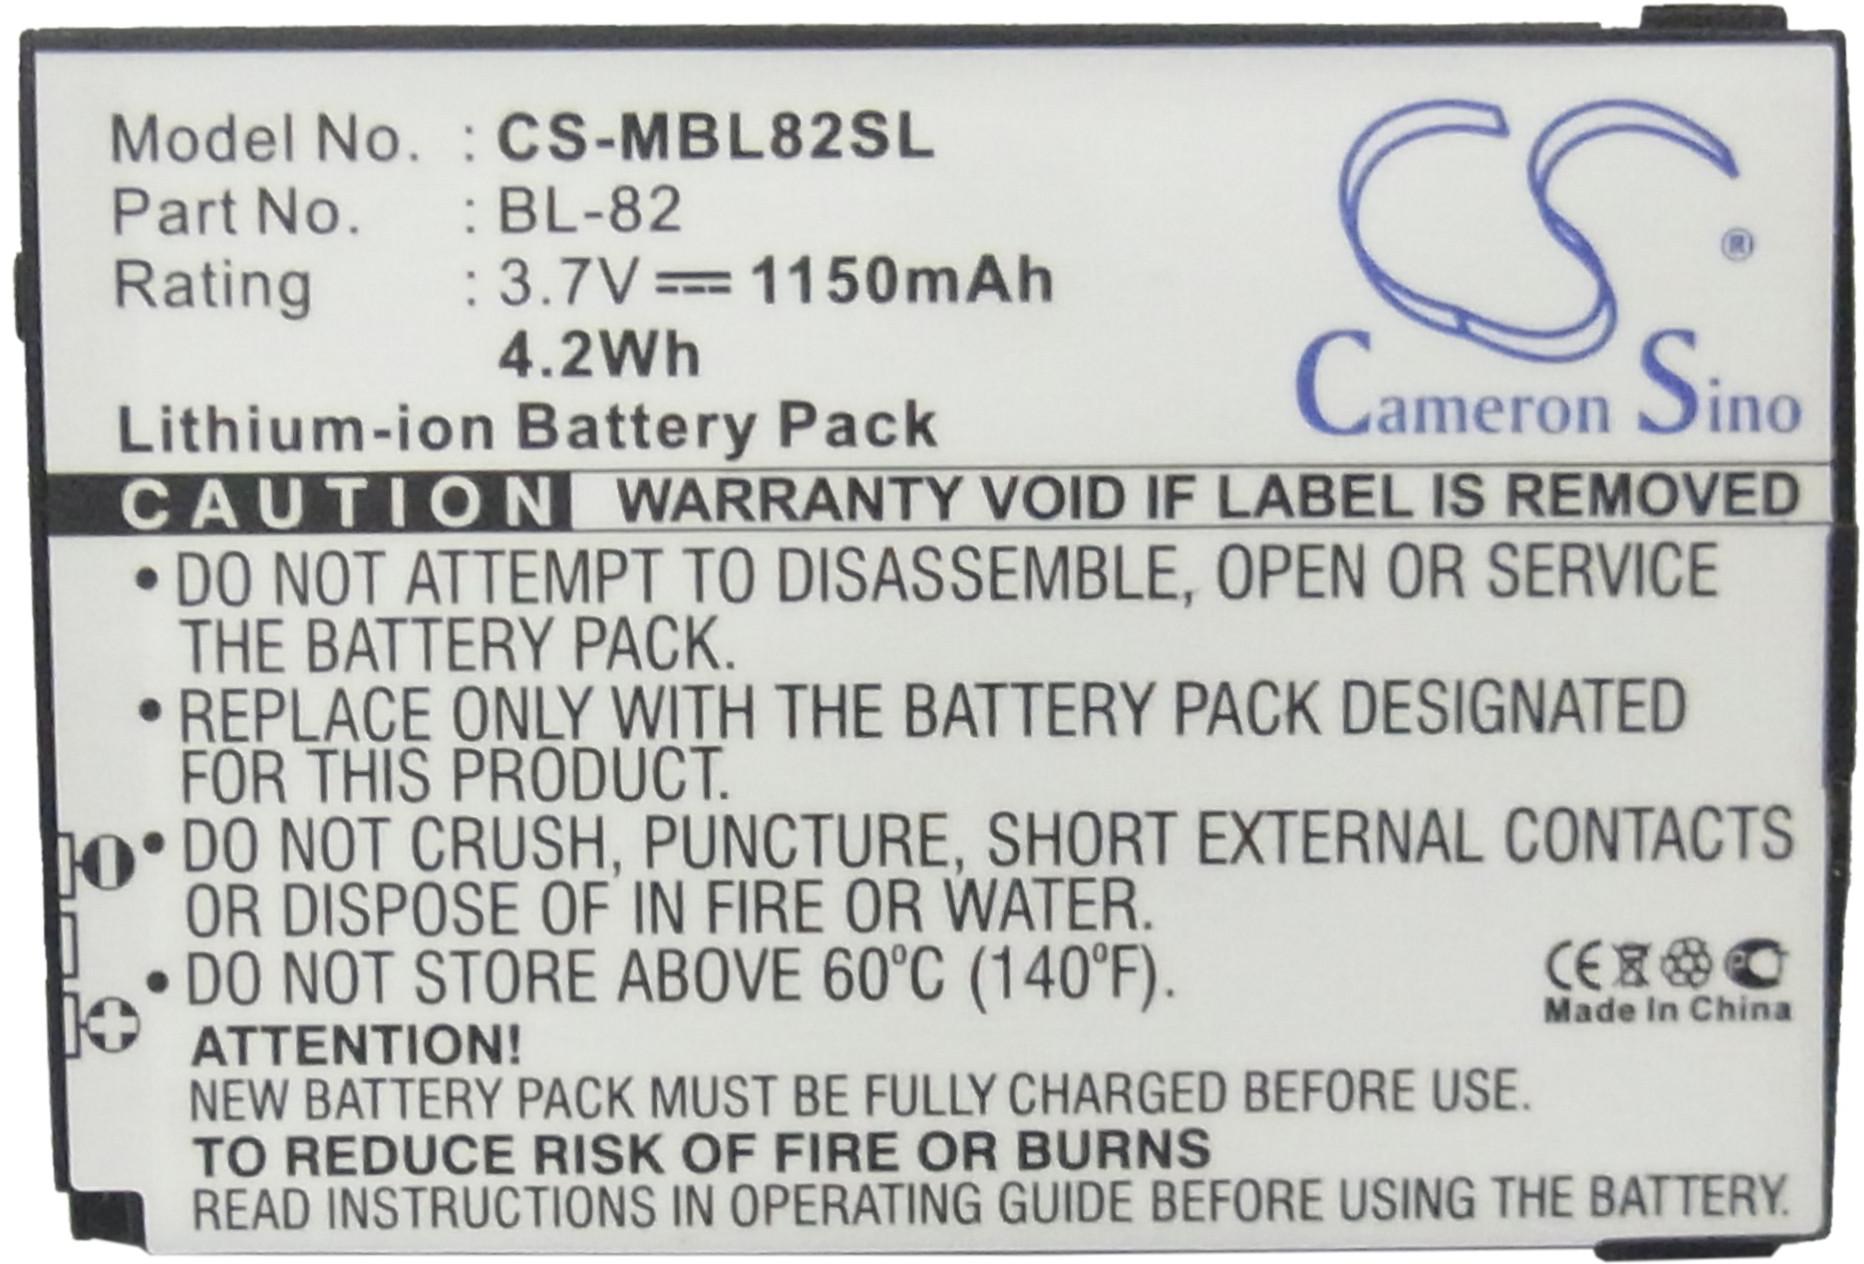 Model No. : CS-MBL82SL
Part No. : BL-82
Rating : 3.7V 1150mAh
4.2Wh
Lithium-ion Battery Pack
CS ®
Cameron Sino
CAUTION WARRANTY VOID IF LABEL IS REMOVED
• DO NOT ATTEMPT TO DISASSEMBLE, OPEN OR SERVICE
THE BATTERY PACK.
• REPLACE ONLY WITH THE BATTERY PACK DESIGNATED
FOR THIS PRODUCT.
• DO NOT CRUSH, PUNCTURE, SHORT EXTERNAL CONTACTS
OR DISPOSE OF IN FIRE OR WATER.
• DO NOT STORE ABOVE 60°C (140°F).
CE
Made In China
ATTENTION!
NEW BATTERY PACK MUST BE FULLY CHARGED BEFORE USE.
TO REDUCE RISK OF FIRE OR BURNS
READ INSTRUCTIONS IN OPERATING GUIDE BEFORE USING THE BATTERY.